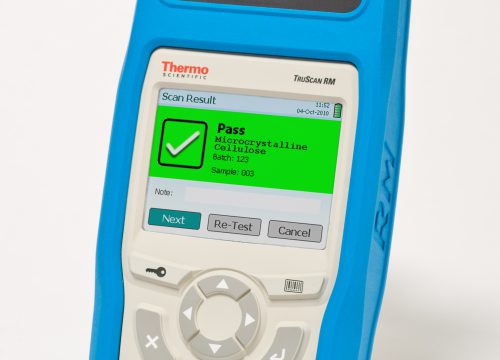 Thermo
SCIENTIFIC
TRUSCAN RM
Scan Result
11:52
04-Oct-2010
Pass
Microcrystalline
Cellulose
Batch: 123
Sample: 003
Note:
Next
Re-Test
Cancel
RM